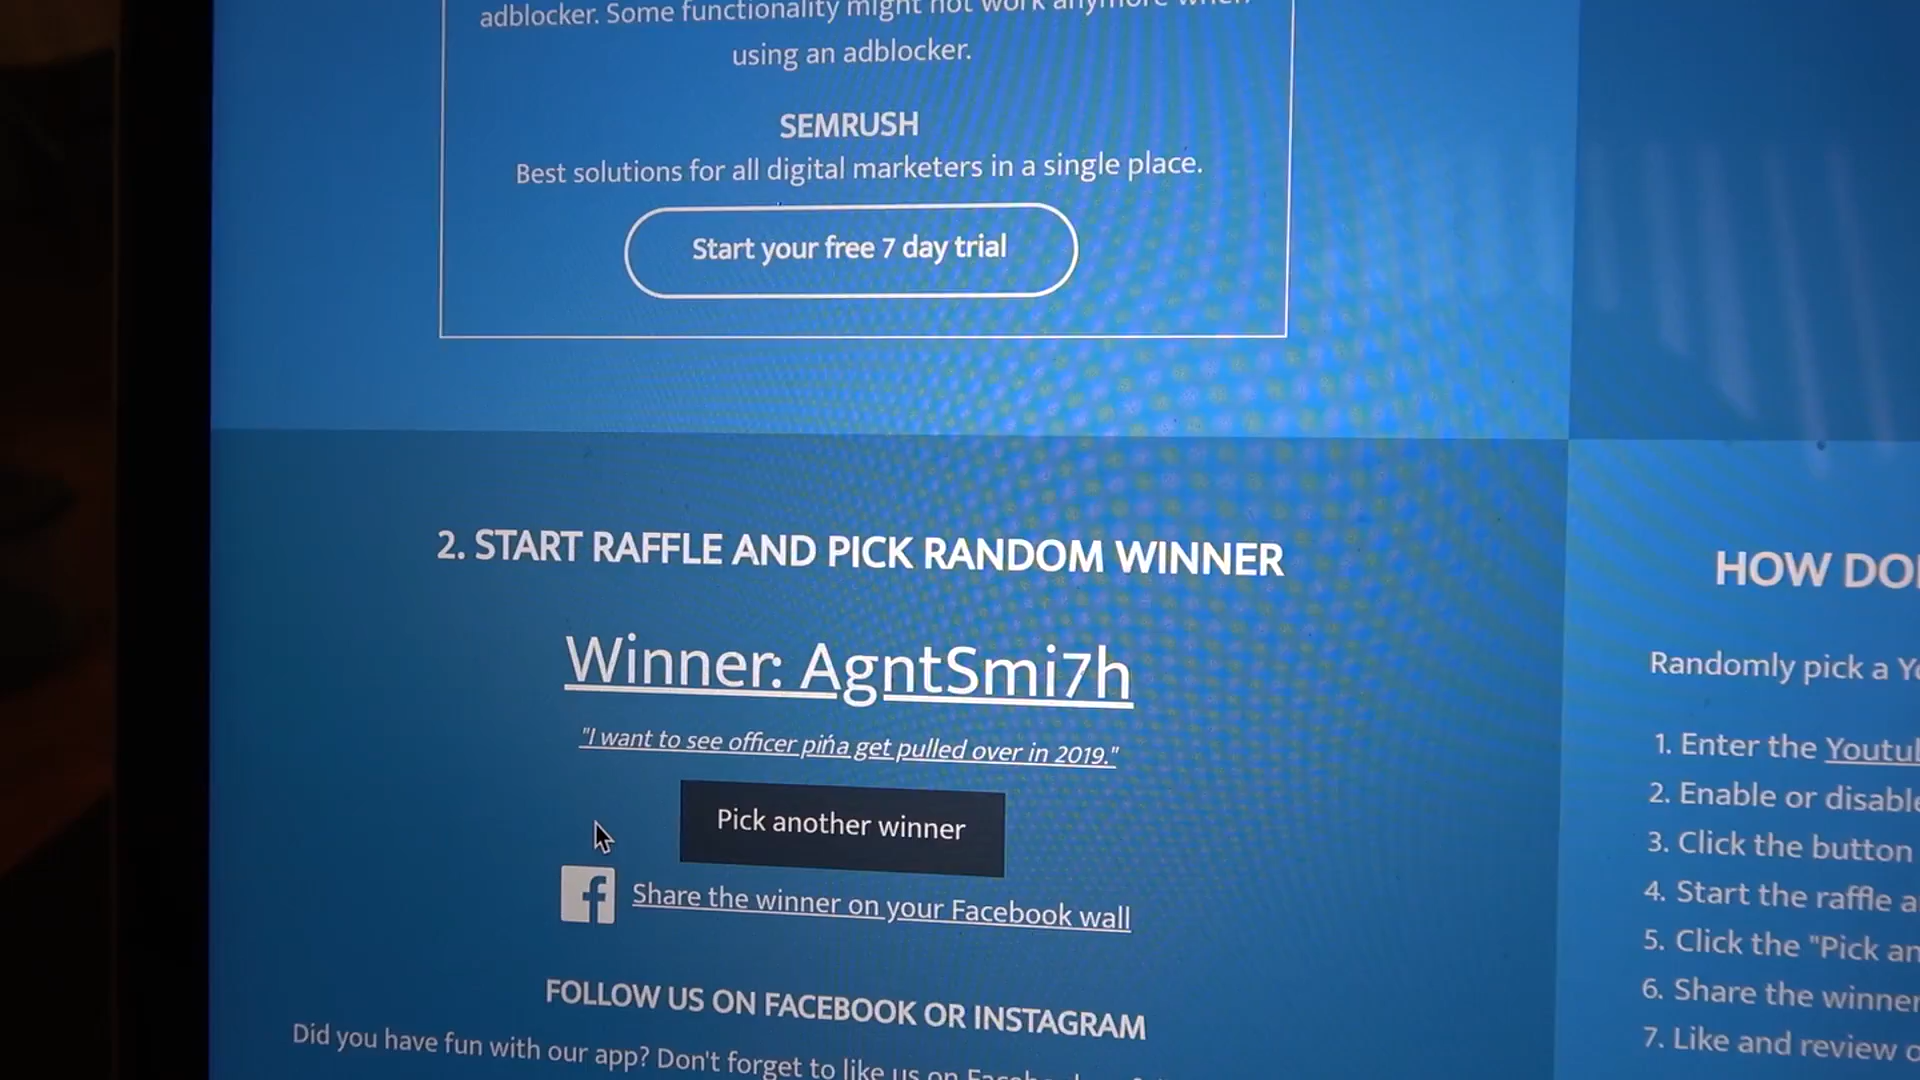 adblocker. Some functionality might not work anymore when
using an adblocker.
SEMRUSH
Best solutions for all digital marketers in a single place.
Start your free 7 day trial
2. START RAFFLE AND PICK RANDOM WINNER
Winner: AgntSmi7h
"I want to see officer pińa get pulled over in 2019."
Pick another winner
Share the winner on your Facebook wall
FOLLOW US ON FACEBOOK OR INSTAGRAM
Did you have fun with our app? Don't forget to like us on
HOW
Randomly pick a
1. Enter the
2. Enable or
3. Click the button
4. Start the raffle
5. Click the "Pick
6. Share the winner
7. Like and review